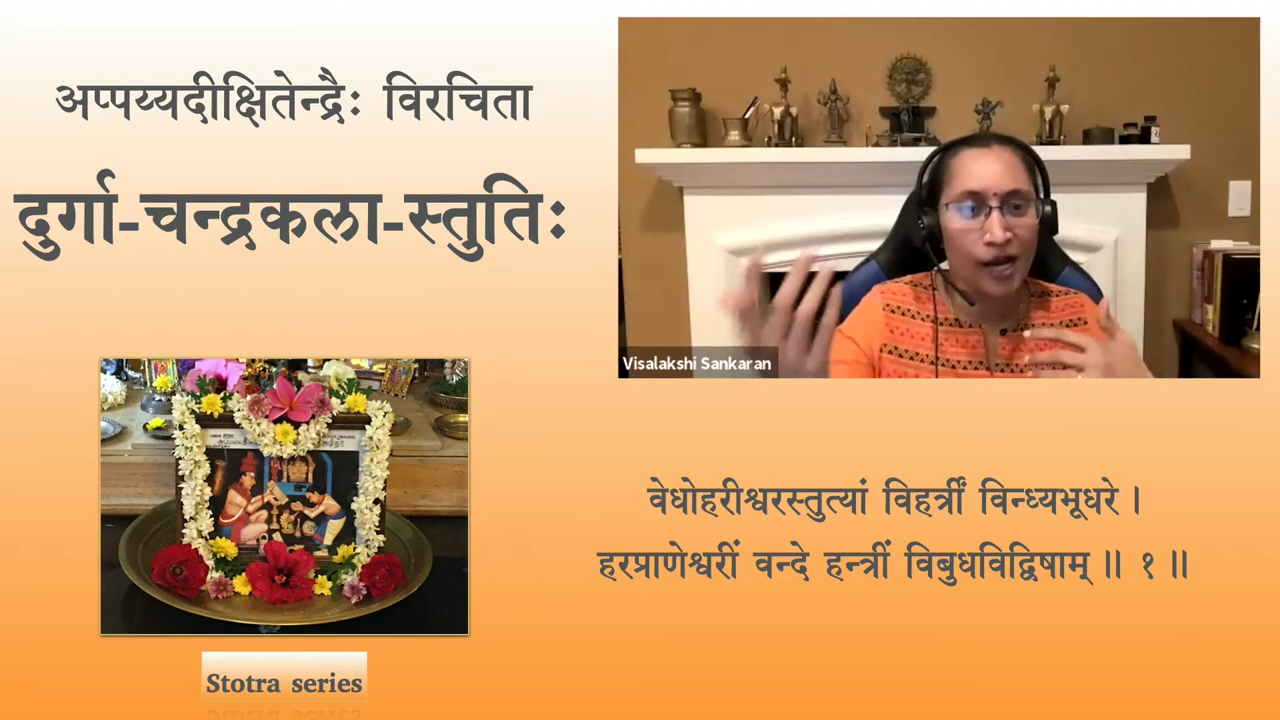 अप्पय्यदीक्षितेन्द्रैः विरचिता
दुर्गा-चन्द्रकला-स्तुतिः
Visalakshi Sankaran
वेधोहरीश्वरस्तुत्यां विहर्त्रीं विन्ध्यभूधरे ।
हरप्राणेश्वरीं वन्दे हन्त्रीं विबुधविद्विषाम् ॥ १ ॥
Stotra series